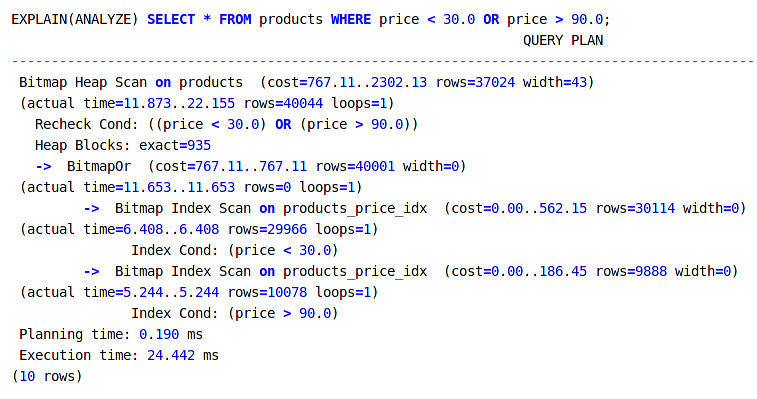 EXPLAIN(ANALYZE) SELECT * FROM products WHERE price < 30.0 OR price > 90.0;
QUERY PLAN
---------------------------------------------------------------------------------------------
Bitmap Heap Scan on products  (cost=767.11..2302.13 rows=37024 width=43)
(actual time=11.873..22.155 rows=40044 loops=1)
Recheck Cond: ((price < 30.0) OR (price > 90.0))
Heap Blocks: exact=935
->  BitmapOr  (cost=767.11..767.11 rows=40001 width=0)
(actual time=11.653..11.653 rows=0 loops=1)
->  Bitmap Index Scan on products_price_idx  (cost=0.00..562.15 rows=30114 width=0)
(actual time=6.408..6.408 rows=29966 loops=1)
Index Cond: (price < 30.0)
->  Bitmap Index Scan on products_price_idx  (cost=0.00..186.45 rows=9888 width=0)
(actual time=5.244..5.244 rows=10078 loops=1)
Index Cond: (price > 90.0)
Planning time: 0.190 ms
Execution time: 24.442 ms
(10 rows)